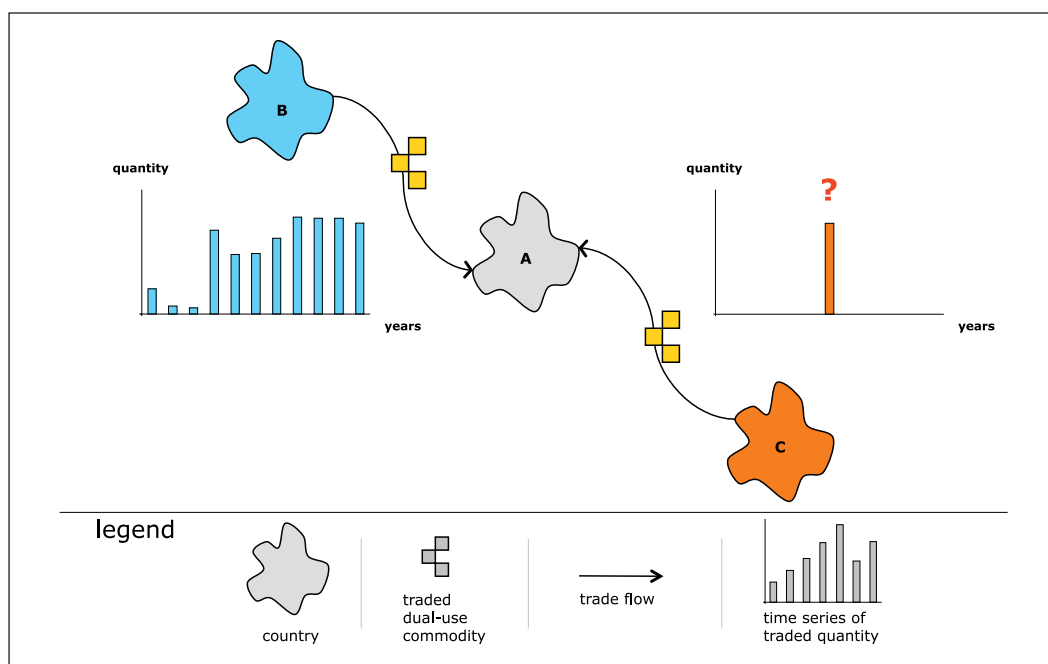 B
quantity
years
A
quantity
?
years
C
legend
country
traded
dual-use
commodity
trade flow
time series of
traded quantity